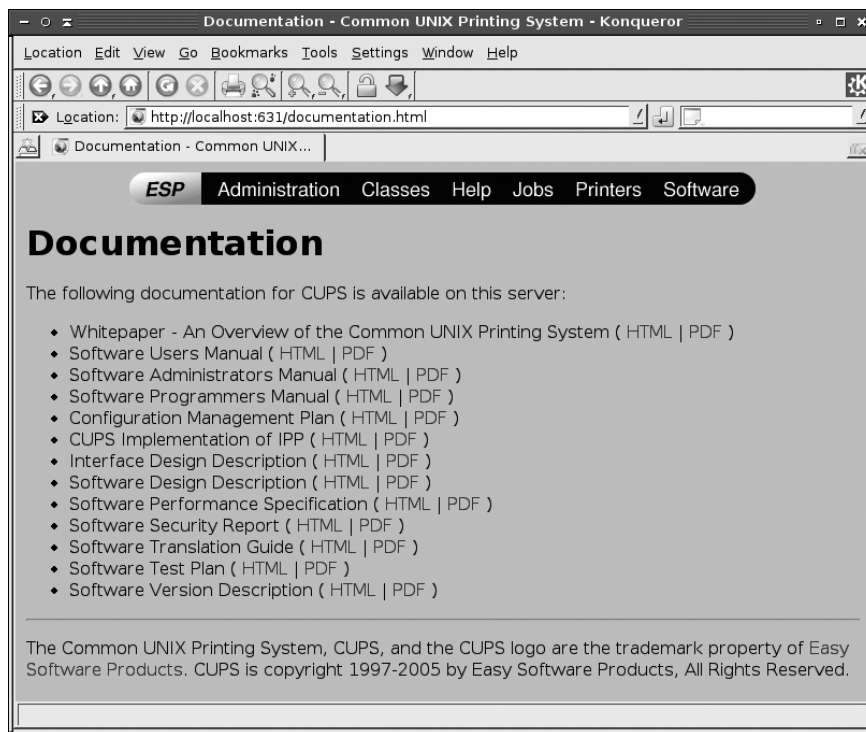 Documentation - Common UNIX Printing System - Konqueror
Location Edit View Go Bookmarks Tools Settings Window Help
Location: http://localhost:631/documentation.html
Documentation - Common UNIX...
ESP Administration Classes Help Jobs Printers Software
Documentation
The following documentation for CUPS is available on this server:
• Whitepaper - An Overview of the Common UNIX Printing System ( HTML | PDF )
• Software Users Manual ( HTML | PDF )
• Software Administrators Manual ( HTML | PDF )
• Software Programmers Manual ( HTML | PDF )
• Configuration Management Plan ( HTML | PDF )
• CUPS Implementation of IPP ( HTML | PDF )
• Interface Design Description ( HTML | PDF )
• Software Design Description ( HTML | PDF )
• Software Performance Specification ( HTML | PDF )
• Software Security Report ( HTML | PDF )
• Software Translation Guide ( HTML | PDF )
• Software Test Plan ( HTML | PDF )
• Software Version Description ( HTML | PDF )
The Common UNIX Printing System, CUPS, and the CUPS logo are the trademark property of Easy
Software Products. CUPS is copyright 1997-2005 by Easy Software Products, All Rights Reserved.